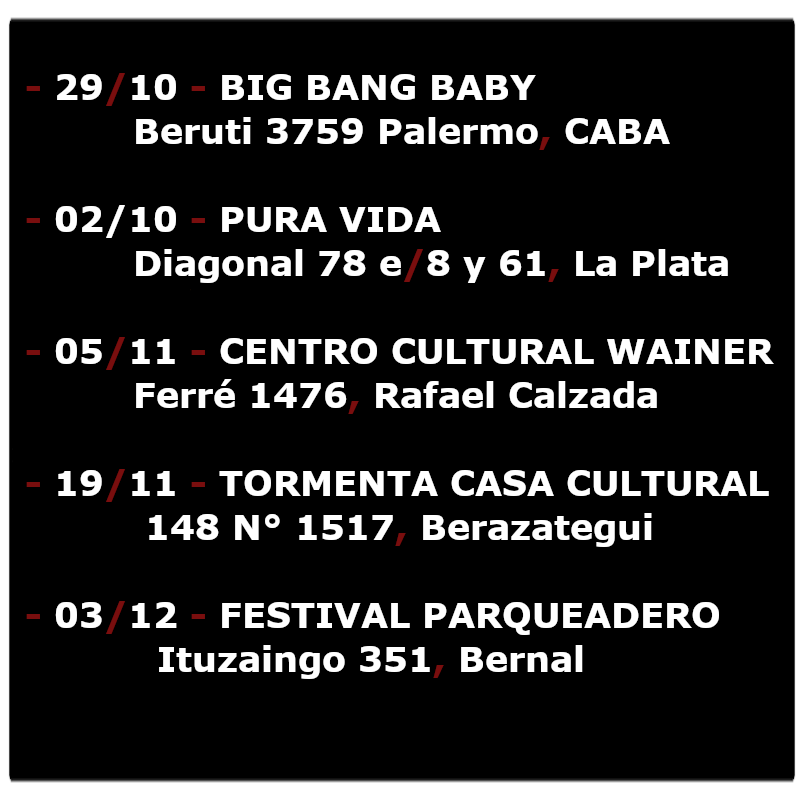 - 29/10 - BIG BANG BABY
Beruti 3759 Palermo, CABA
- 02/10 - PURA VIDA
Diagonal 78 e/8 y 61, La Plata
- 05/11 - CENTRO CULTURAL WAINER
Ferré 1476, Rafael Calzada
- 19/11 - TORMENTA CASA CULTURAL
148 N° 1517, Berazategui
- 03/12 - FESTIVAL PARQUEADERO
Ituzaingo 351, Bernal